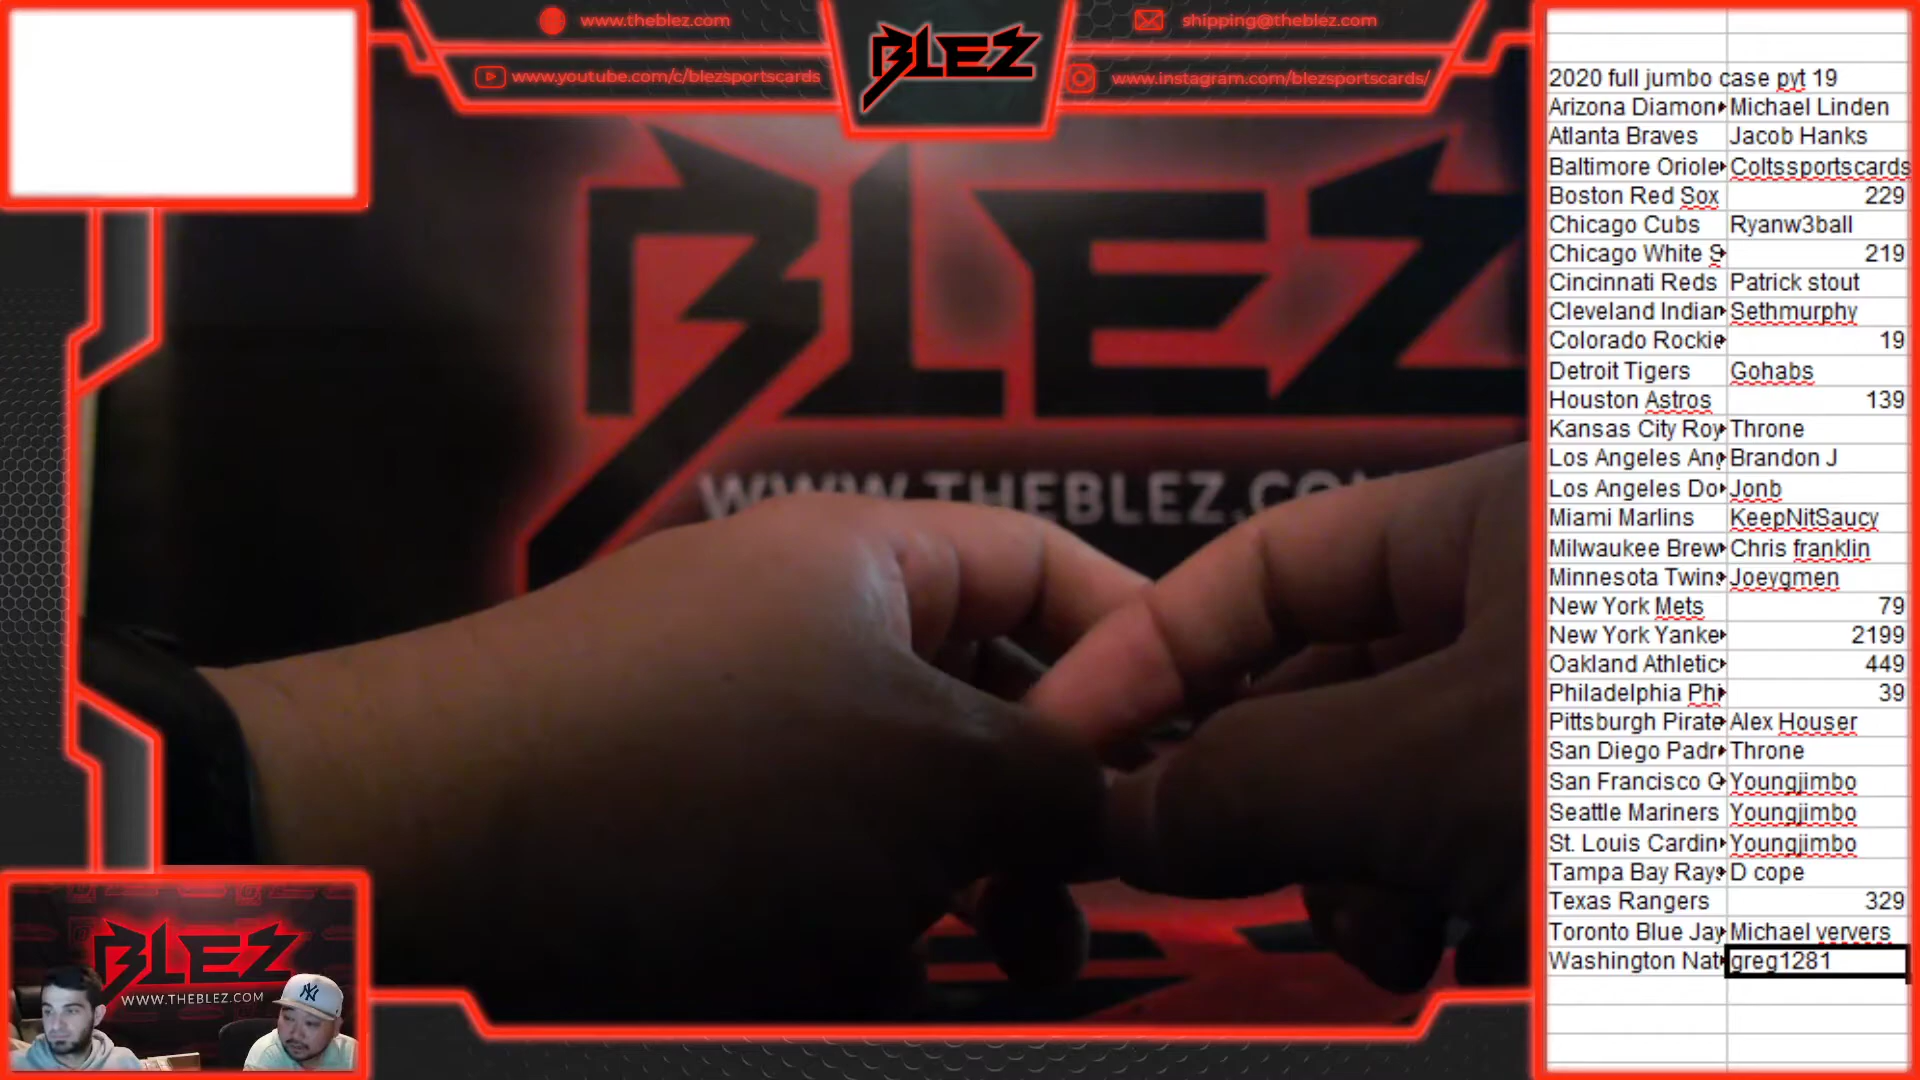 www.theblez.com
shipping@theblez.com
www.youtube.com/c/blezsportscards
www.instagram.com/blezsportscards/
BLEZ
BLEZ
WWW.THEBLEZ.CO
BLEZ
WWW.THEBLEZ.COM
NY
2020 full jumbo case pyt 19
Arizona Diamon Michael Linden
Atlanta Braves Jacob Hanks
Baltimore Oriole Coltssportscards
Boston Red Sox 229
Chicago Cubs Ryanw3ball
Chicago White S 219
Cincinnati Reds Patrick stout
Cleveland Indian Sethmurphy
Colorado Rockie 19
Detroit Tigers Gohabs
Houston Astros 139
Kansas City Roy Throne
Los Angeles Ang Brandon J
Los Angeles Do Jonb
Miami Marlins KeepNitSaucy
Milwaukee Brew Chris franklin
Minnesota Twins Joeygmen
New York Mets 79
New York Yanke 2199
Oakland Athletic 449
Philadelphia Phi 39
Pittsburgh Pirate Alex Houser
San Diego Padr Throne
San Francisco G Youngjimbo
Seattle Mariners Youngjimbo
St. Louis Cardin Youngjimbo
Tampa Bay Rays D cope
Texas Rangers 329
Toronto Blue Jay Michael ververs
Washington Nat greg1281